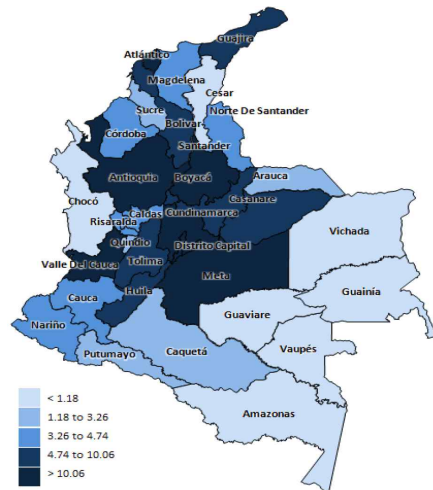 Guajira
Atlántico
Magdelena
Cesar
Sucre
Norte De Santander
Bolivar
Córdoba
Santander
Antioquia
Boyacá
Arauca
Chocó
Casanare
Caldas
Risaralda
Cundinamarca
Vichada
Quindio
Distrito Capital
Valle Del Cauca
Tolima
Meta
Huila
Guainía
Cauca
Guaviare
Nariño
Vaupés
Putumayo
Caquetá
Amazonas
< 1.18
1.18 to 3.26
3.26 to 4.74
4.74 to 10.06
> 10.06